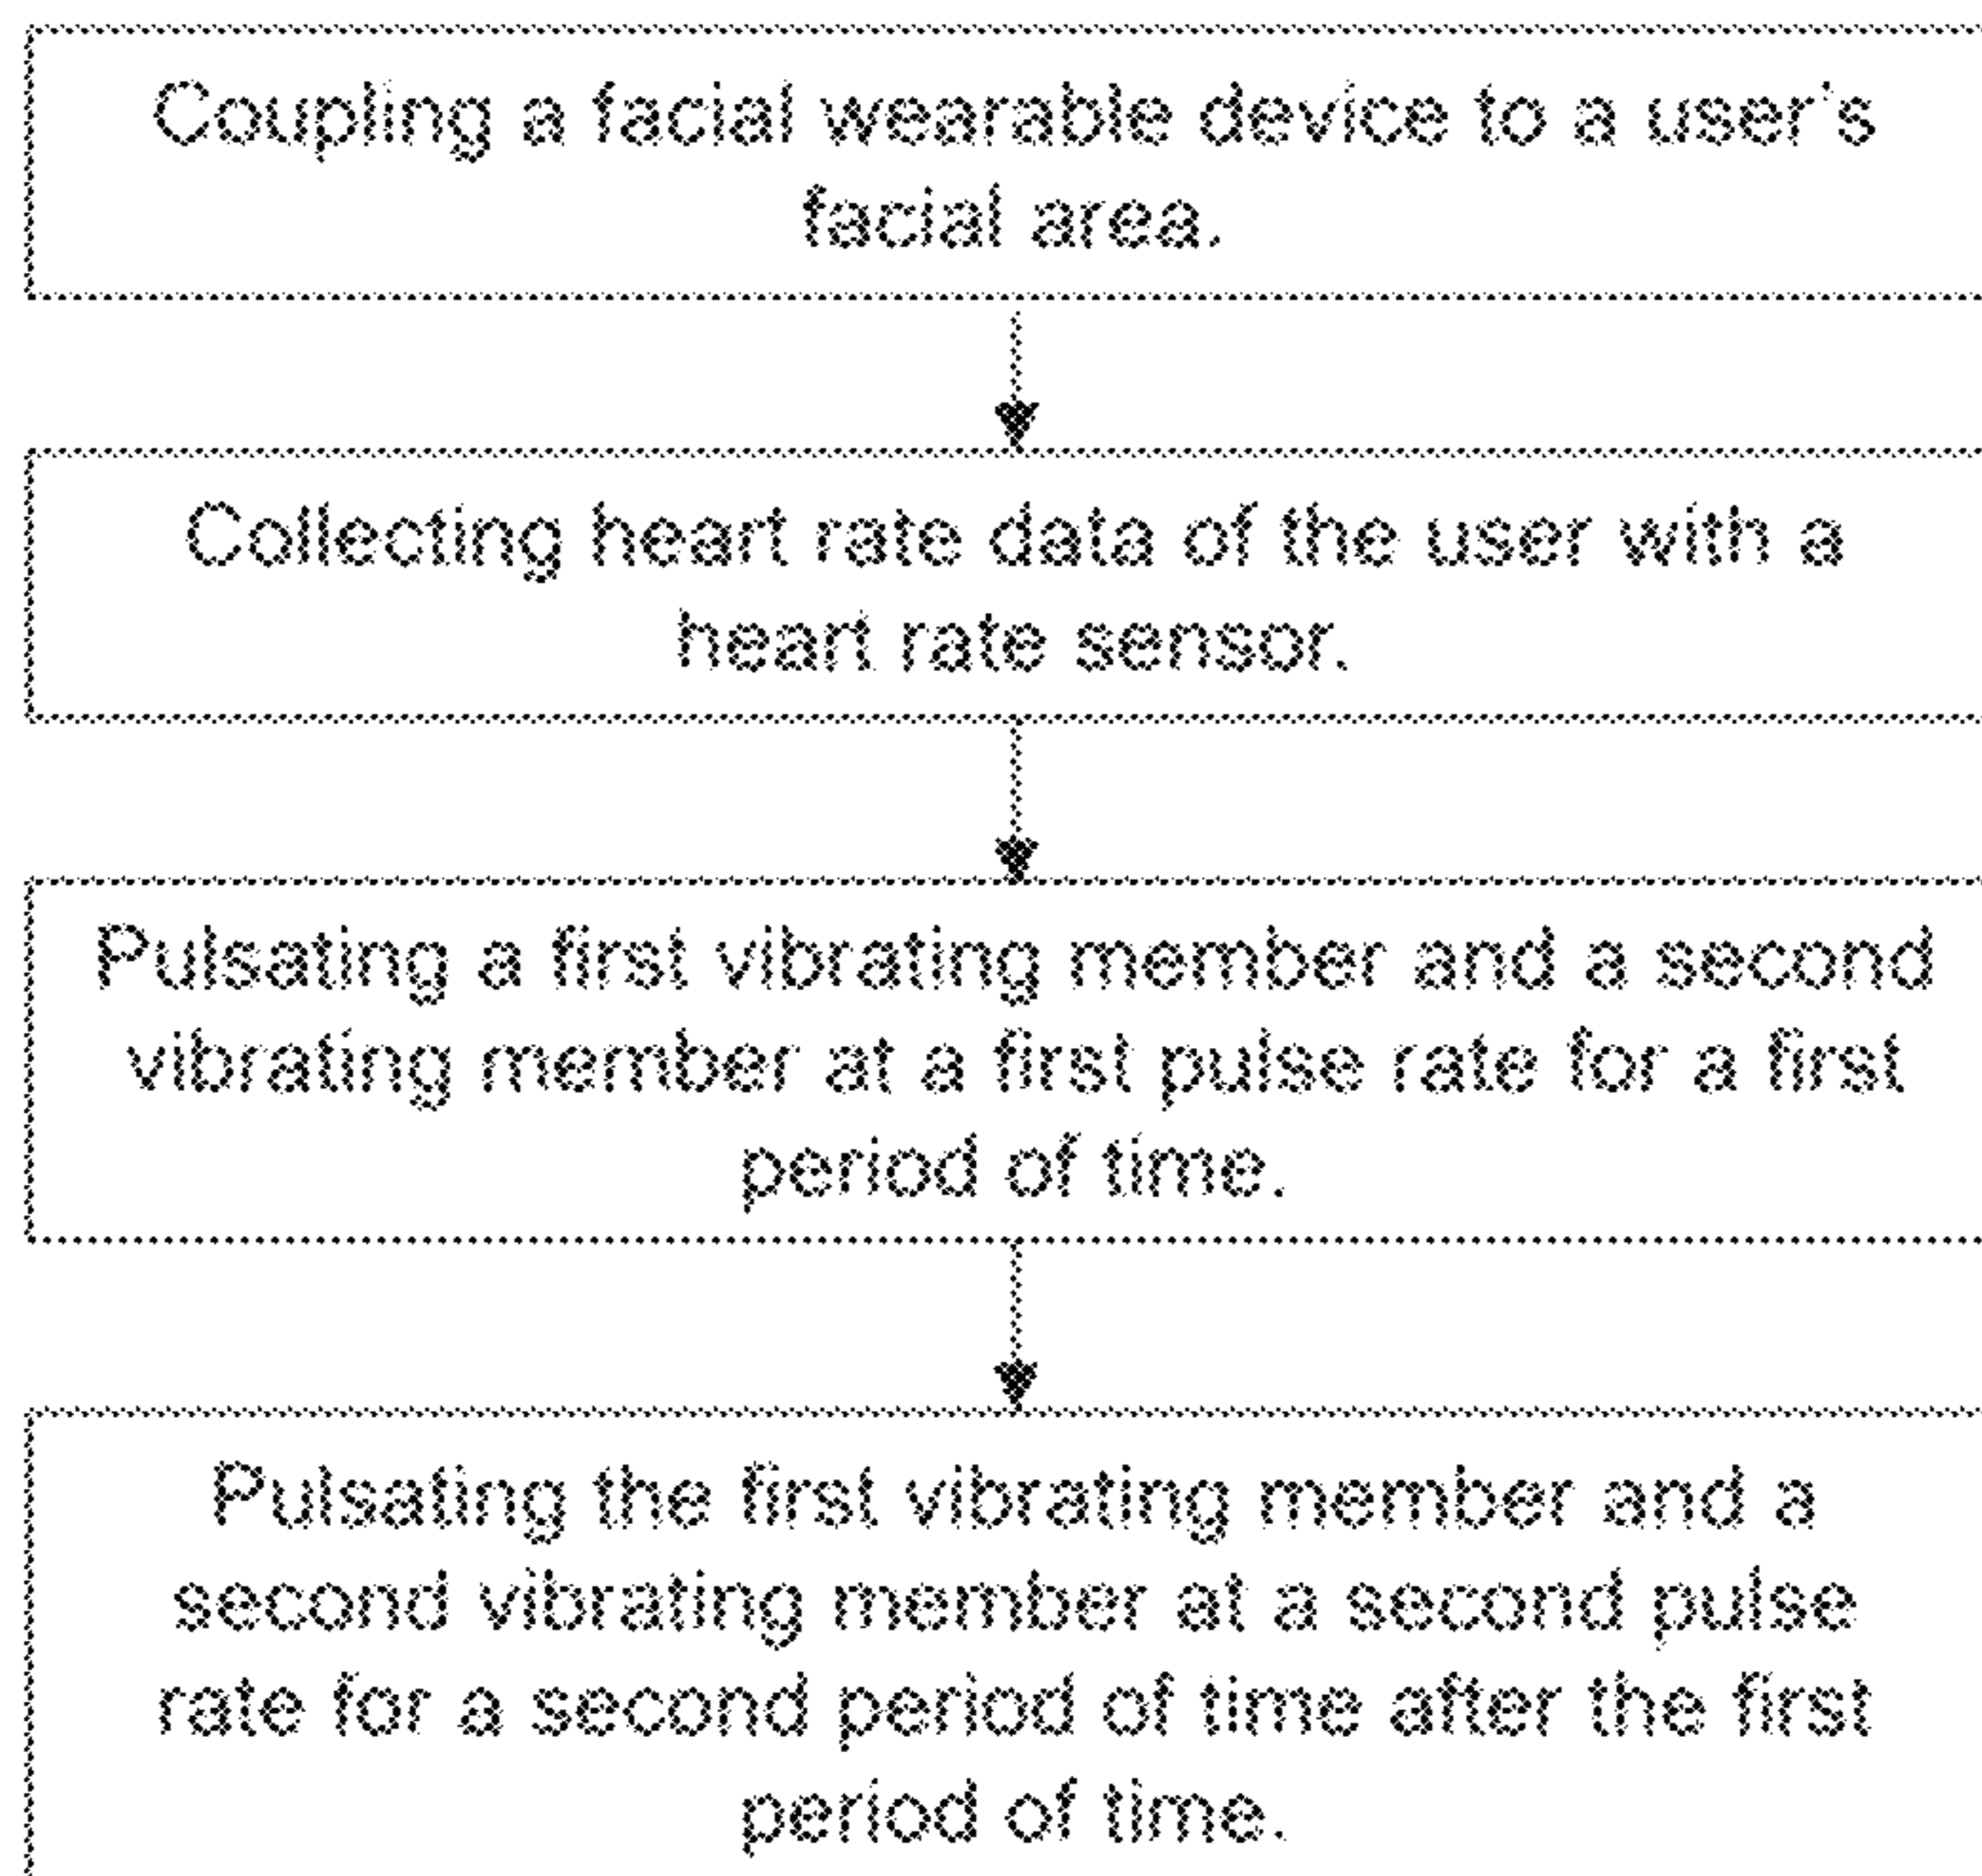 Coupling a facial wearable device to a user's
facial area.
Collecting heart rate data of the user with a
heart rate sensor.
Pulsating a first vibrating member and a second
vibrating member at a first pulse rate for a first
period of time.
Pulsating the first vibrating member and a
second vibrating member at a second pulse
rate for a second period of time after the first
period of time.